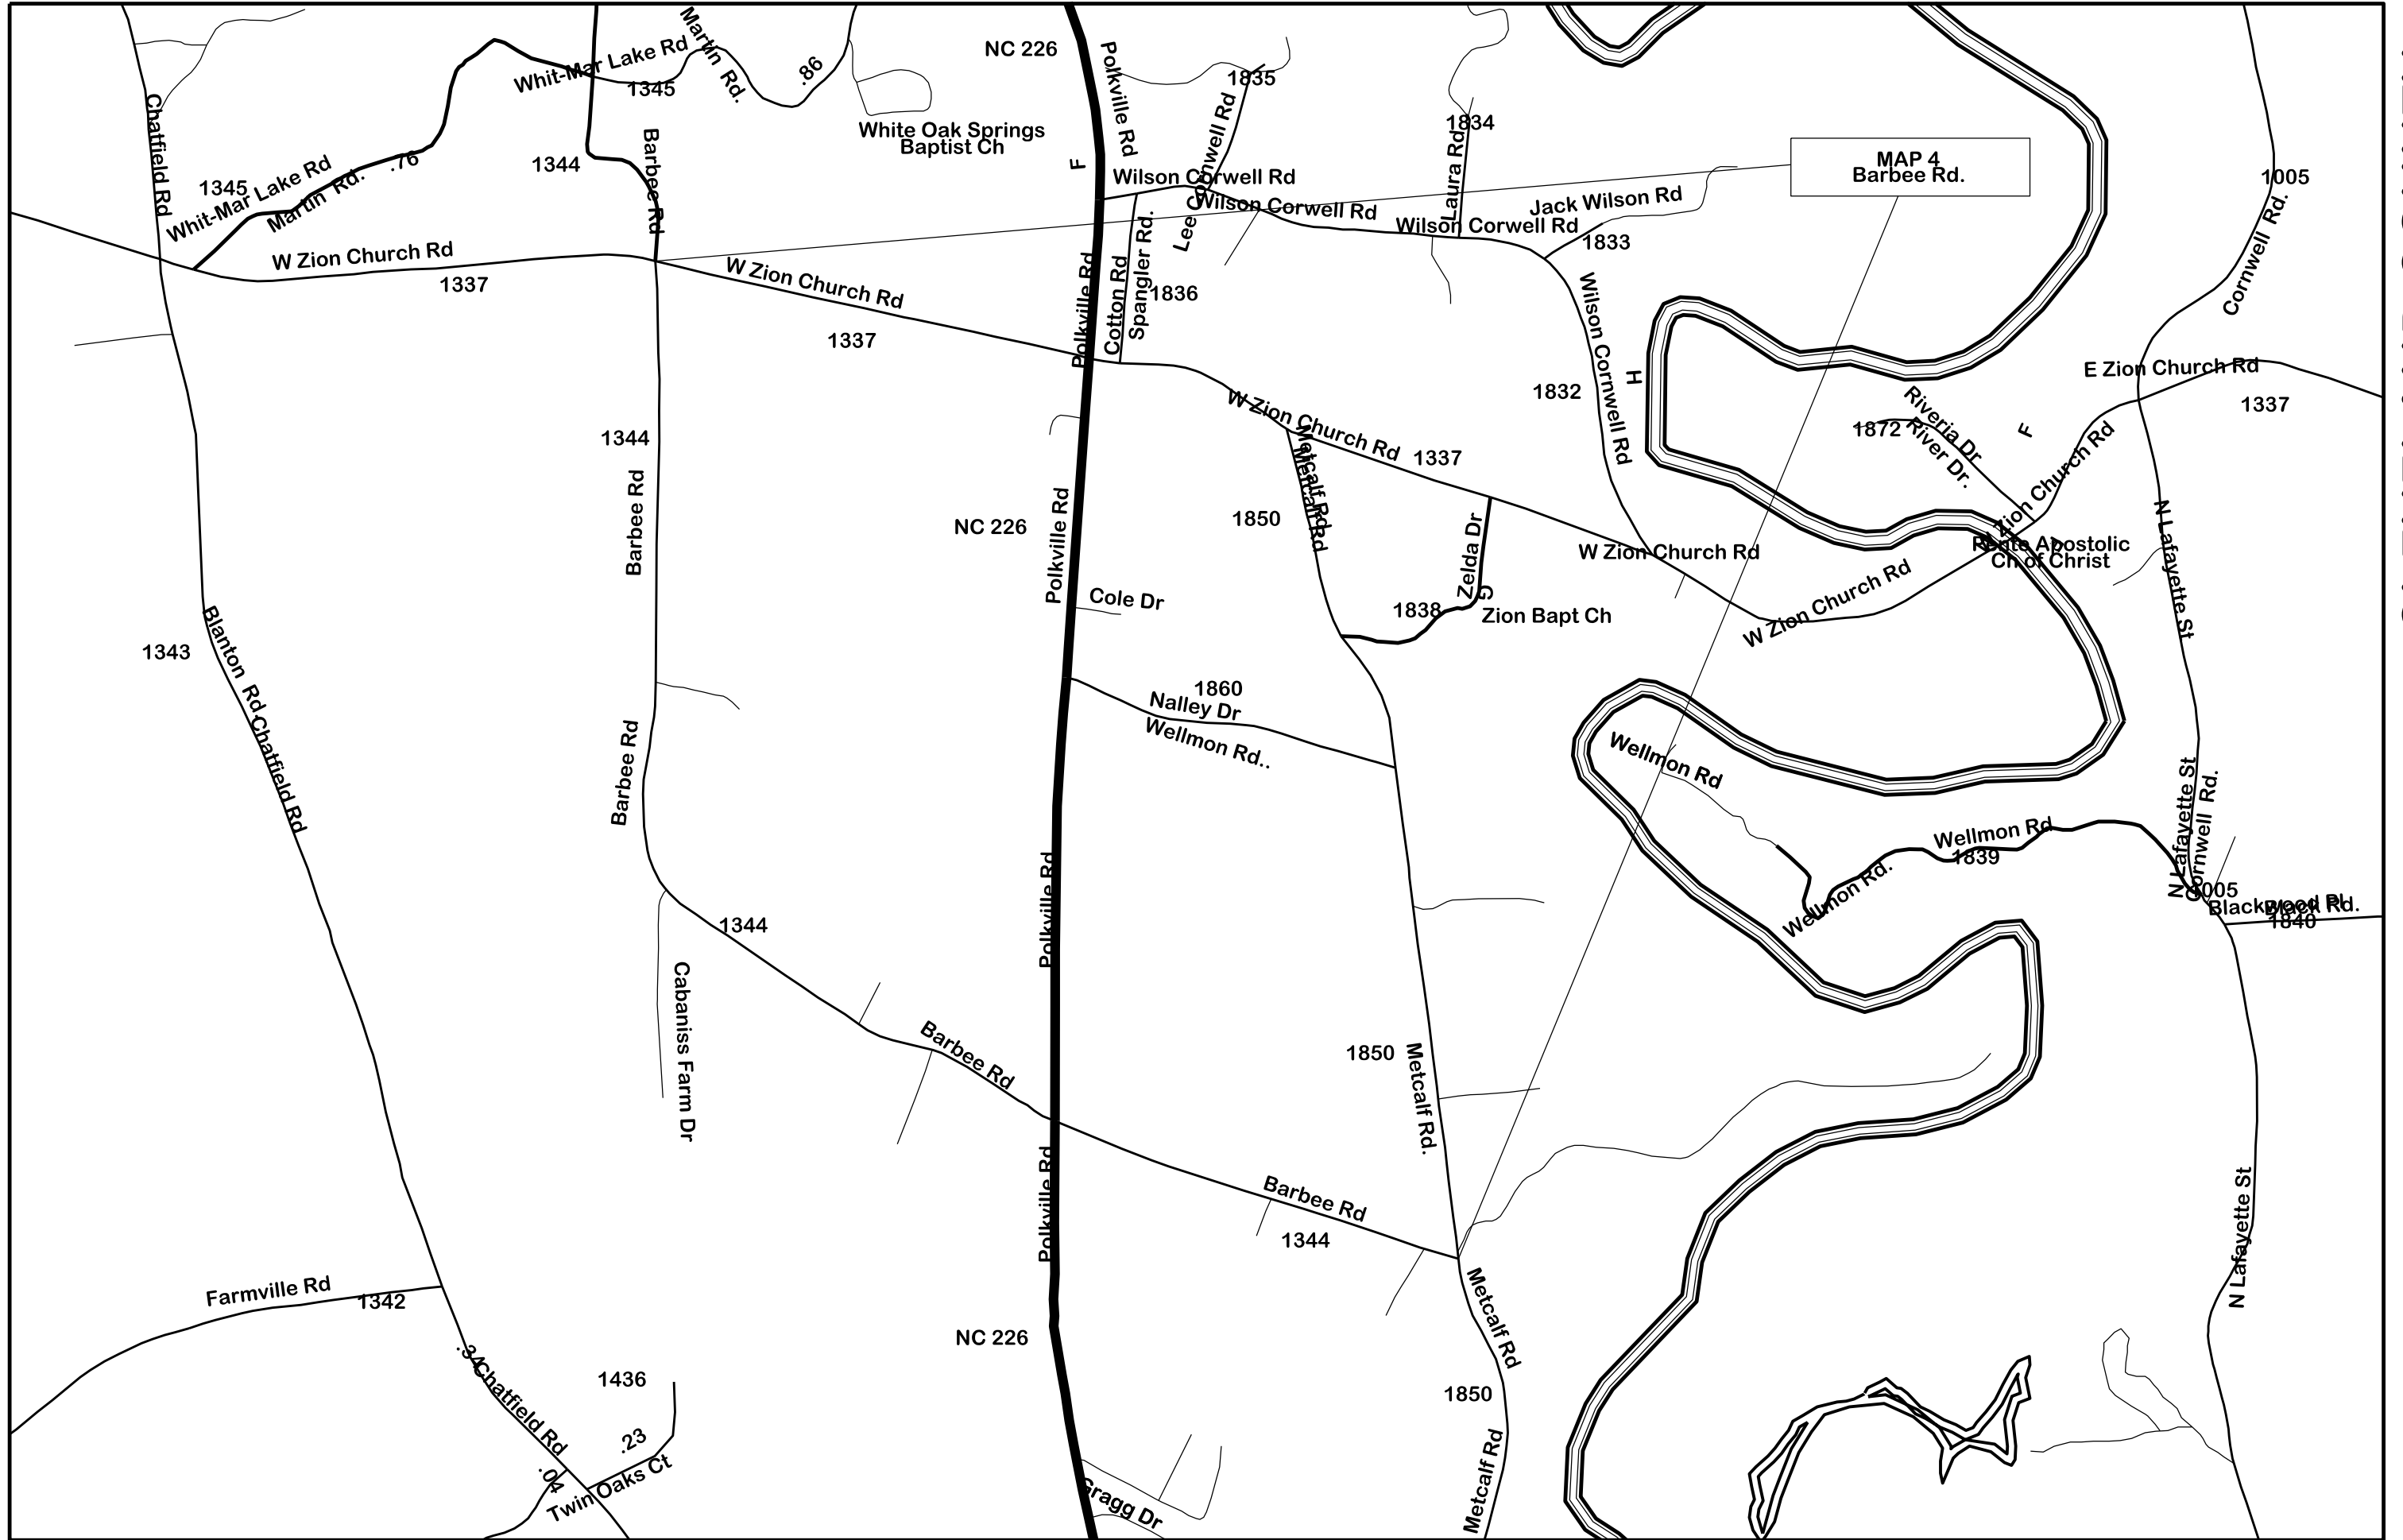 NC 226
Martin Rd.
Whit-Mar Lake Rd
1345
.86
Polkville Rd
1835
Chatfield Rd
White Oak Springs
Baptist Ch
1834
Laura Rd
MAP 4
Barbee Rd.
1344
Barbee Rd
F
Lee Cornwell Rd
.76
1345
Whit-Mar Lake Rd
Martin Rd.
Wilson Corwell Rd
Wilson Corwell Rd
Wilson Corwell Rd
Jack Wilson Rd
1833
1005
Cornwell Rd.
W Zion Church Rd
1337
W Zion Church Rd
1337
Polkville Rd
Cotton Rd
Spangler Rd.
1836
Wilson Cornwell Rd
1832
H
E Zion Church Rd
1337
W Zion Church Rd
1337
Riveria Dr
River Dr.
1872
F
W Zion Church Rd
1344
Barbee Rd
NC 226
Polkville Rd
Metcalf Rd
Metcalf Rd
1850
Zelda Dr
G
1838
Zion Bapt Ch
W Zion Church Rd
W Zion Church Rd
Apostolic
Ch of Christ
N Lafayette St
Cole Dr
1343
Blanton Rd.
Chatfield Rd
Barbee Rd
1860
Nalley Dr
Wellmon Rd..
Wellmon Rd
Wellmon Rd
1839
Wellmon Rd.
N Lafayette St
Cornwell Rd.
1005
Blackwood Pl
Black Rd.
1840
Polkville Rd
1344
Cabaniss Farm Dr
Barbee Rd
1850
Metcalf Rd.
Polkville Rd
Barbee Rd
1344
N Lafayette St
Farmville Rd
1342
NC 226
Metcalf Rd
.34
Chatfield Rd
1436
1850
.23
.04
Twin Oaks Ct
Metcalf Rd
Gragg Dr